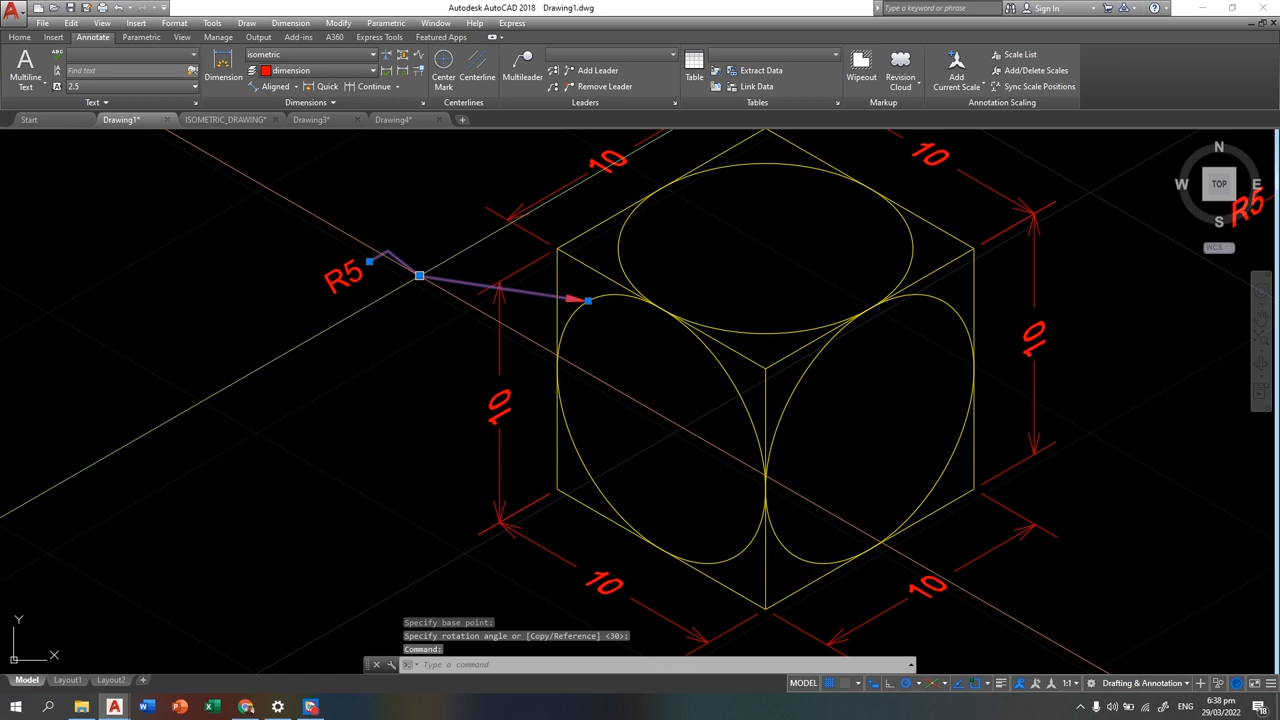 Autodesk AutoCAD 2018 Drawing1.dwg
Type a keyword or phrase
Sign In
File Edit View Insert Format Tools Draw Dimension Modify Parametric Window Help Express
Home Insert Annotate Parametric View Manage Output Add-ins A360 Express Tools Featured Apps
Multiline
Text
ABC
Find text
2.5
Text
Dimension
isometric
dimension
Aligned Quick Continue
Dimensions
Center
Mark
Centerline
Centerlines
Multileader
Add Leader
Remove Leader
Leaders
Table
Extract Data
Link Data
Tables
Wipeout
Revision
Cloud
Markup
Add
Current Scale
Scale List
Add/Delete Scales
Sync Scale Positions
Annotation Scaling
Start Drawing1* ISOMETRIC_DRAWING* Drawing3* Drawing4*
10
10
N
W TOP E
S
WCS
R5
R5
10
10
10
10
Y
X
Specify base point:
Specify rotation angle or [Copy/Reference] <30>:
Command:
Type a command
Model Layout1 Layout2 +
MODEL 1:1 Drafting & Annotation
ENG 6:38 pm
29/03/2022